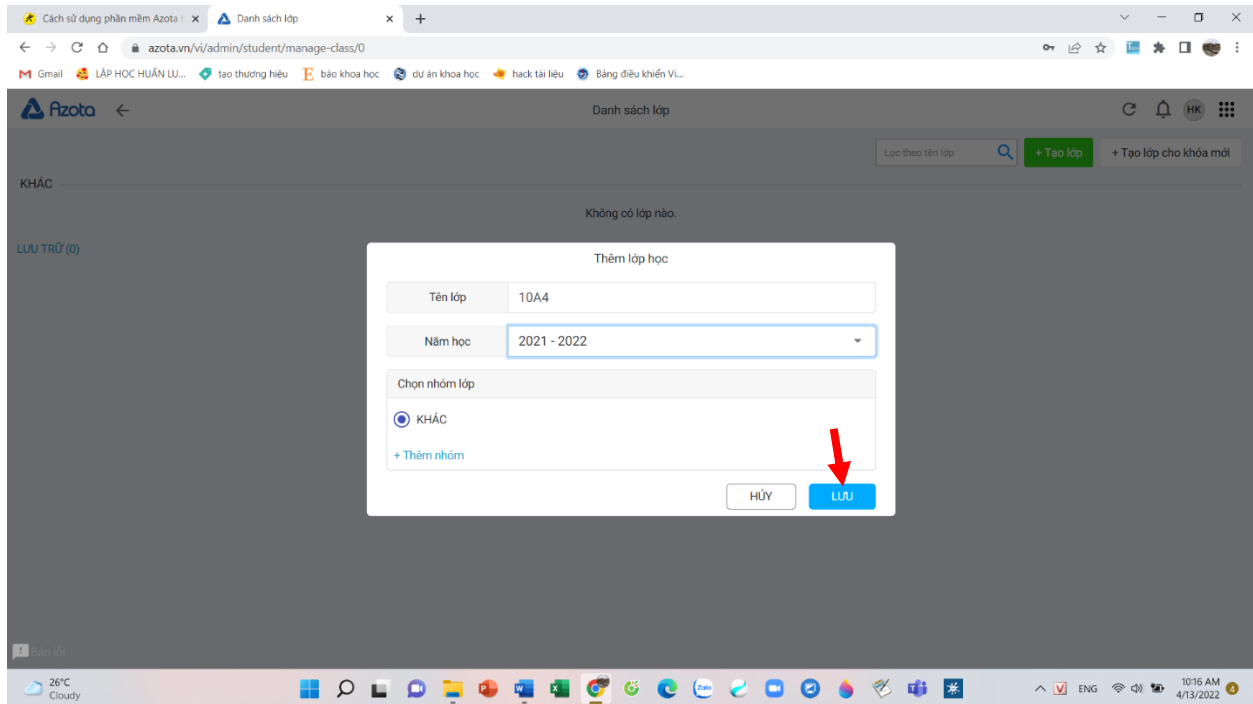 Cách sử dụng phần mềm Azota h
Danh sách lớp
azota.vn/vi/admin/student/manage-class/0
Gmail
LỚP HỌC HUẤN LU...
tạo thương hiệu
báo khoa học
dự án khoa học
hack tài liệu
Bảng điều khiển Vi...
Azota
Danh sách lớp
HK
Lọc theo tên lớp
+ Tạo lớp
+ Tạo lớp cho khóa mới
KHÁC
Không có lớp nào.
LƯU TRỮ (0)
Thêm lớp học
Tên lớp
10A4
Năm học
2021 - 2022
Chọn nhóm lớp
KHÁC
+ Thêm nhóm
HỦY
LƯU
Báo lỗi
26°C
Cloudy
Zalo
V
ENG
10:16 AM
4/13/2022
4